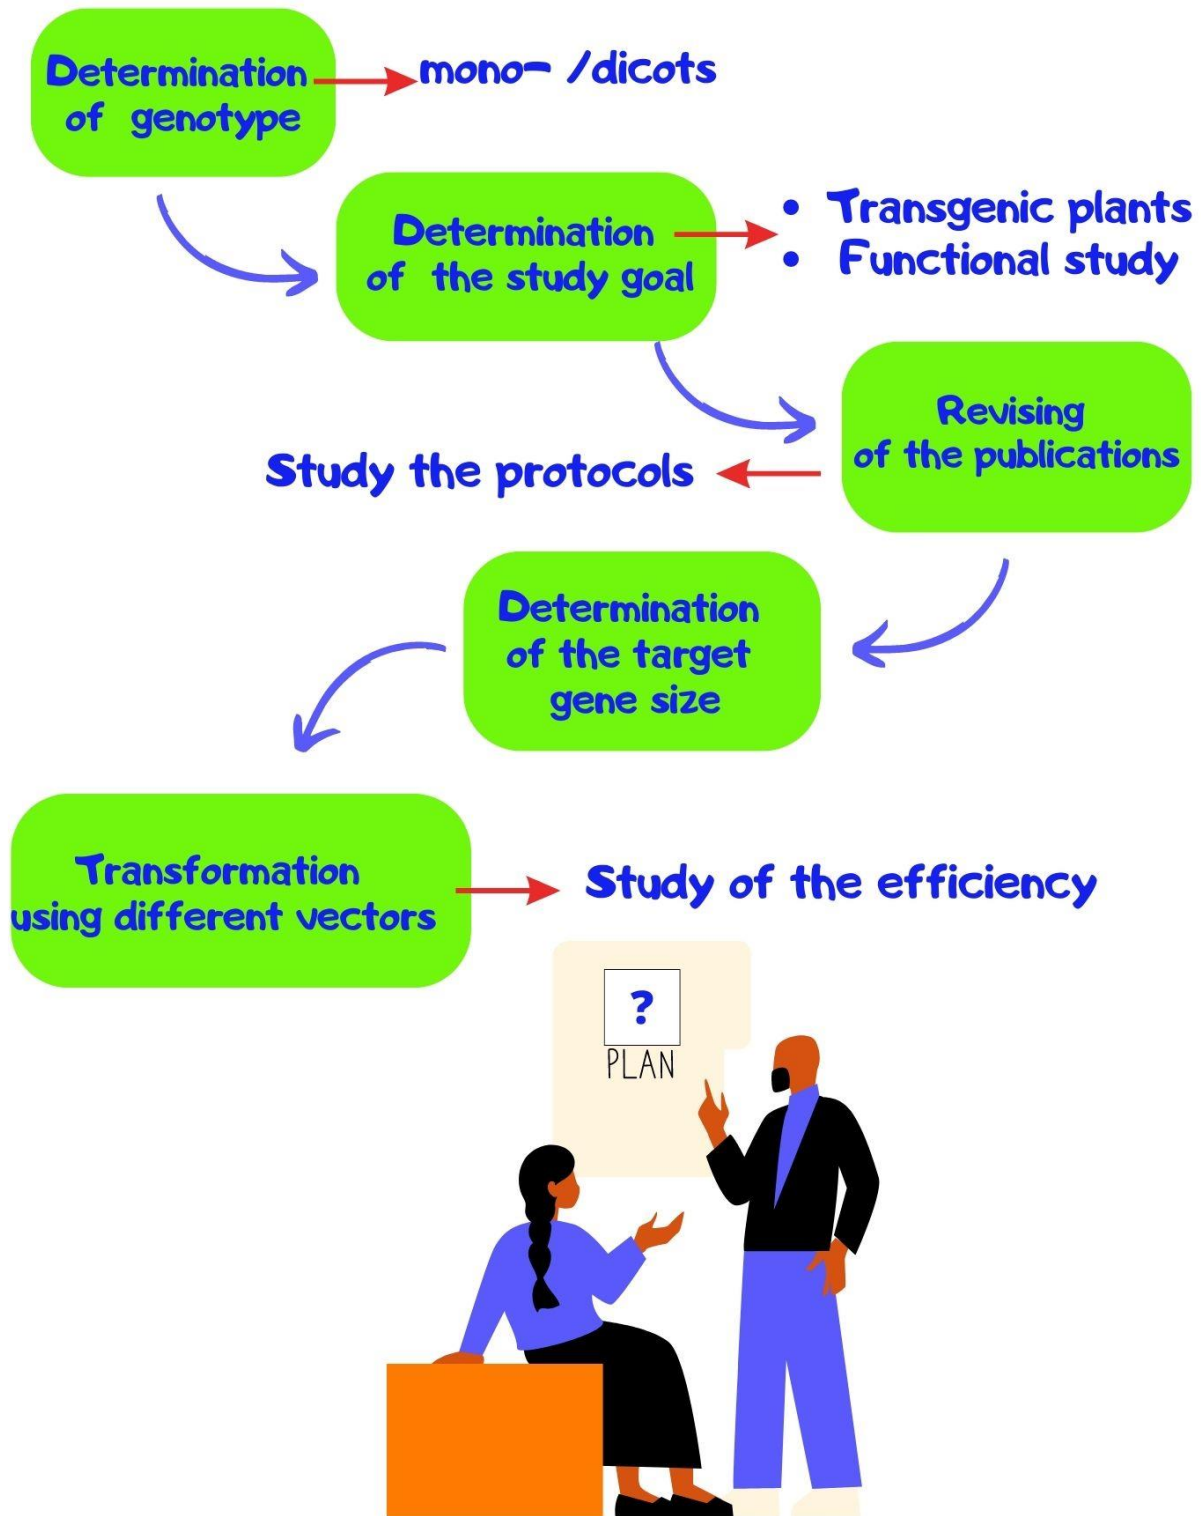 Determination
of genotype
mono- /dicots
Determination
of the study goal
• Transgenic plants
• Functional study
Revising
of the publications
Study the protocols
Determination
of the target
gene size
Transformation
using different vectors
Study of the efficiency
?
PLAN